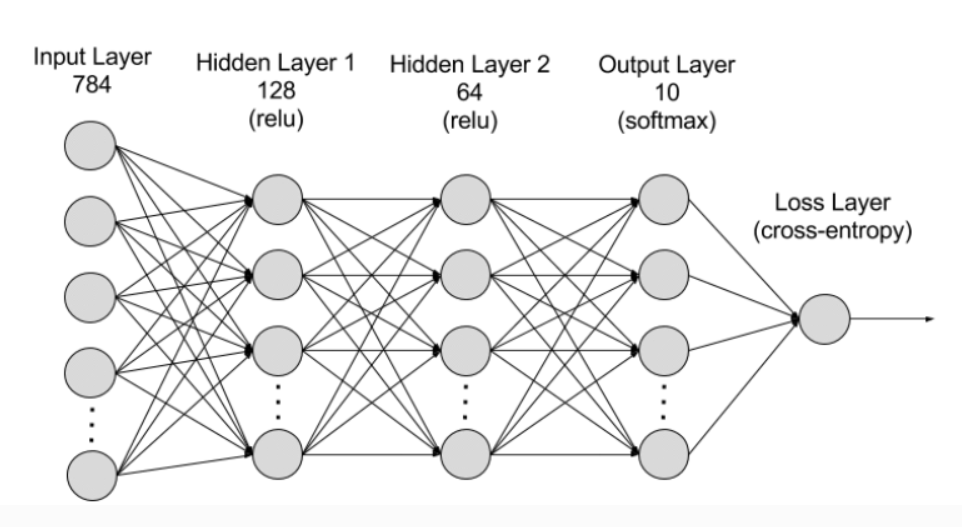 Input Layer
784
Hidden Layer 1
128
(relu)
Hidden Layer 2
64
(relu)
Output Layer
10
(softmax)
Loss Layer
(cross-entropy)